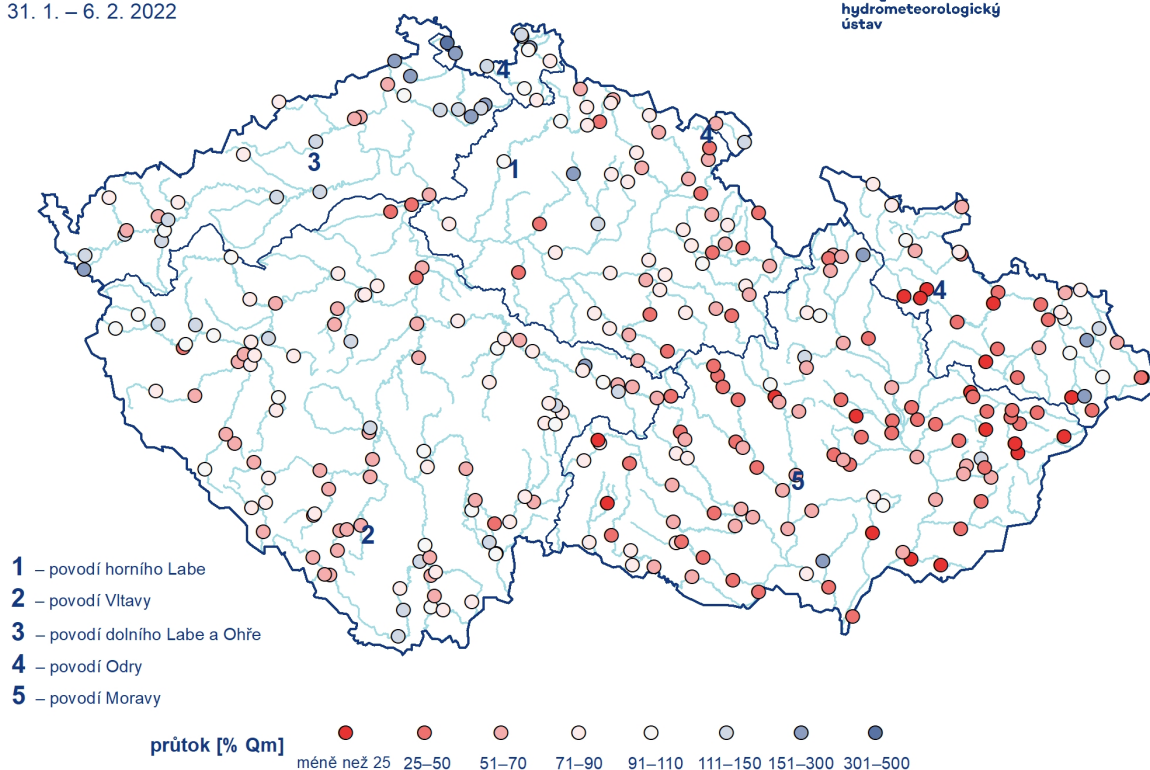 31. 1. – 6. 2. 2022
hydrometeorologický
ústav
4
4
3
1
4
5
2
1 – povodí horního Labe
2 – povodí Vltavy
3 – povodí dolního Labe a Ohře
4 – povodí Odry
5 – povodí Moravy
průtok [% Qm]
méně než 25 25–50 51–70 71–90 91–110 111–150 151–300 301–500